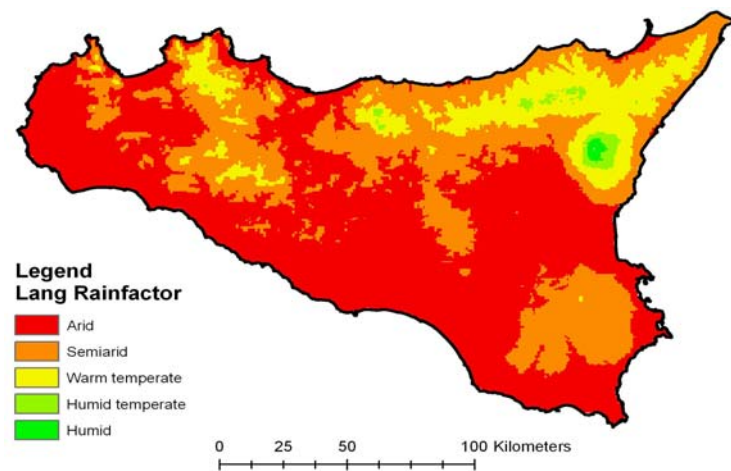 Legend
Lang Rainfactor
Arid
Semiarid
Warm temperate
Humid temperate
Humid
0 25 50 100 Kilometers